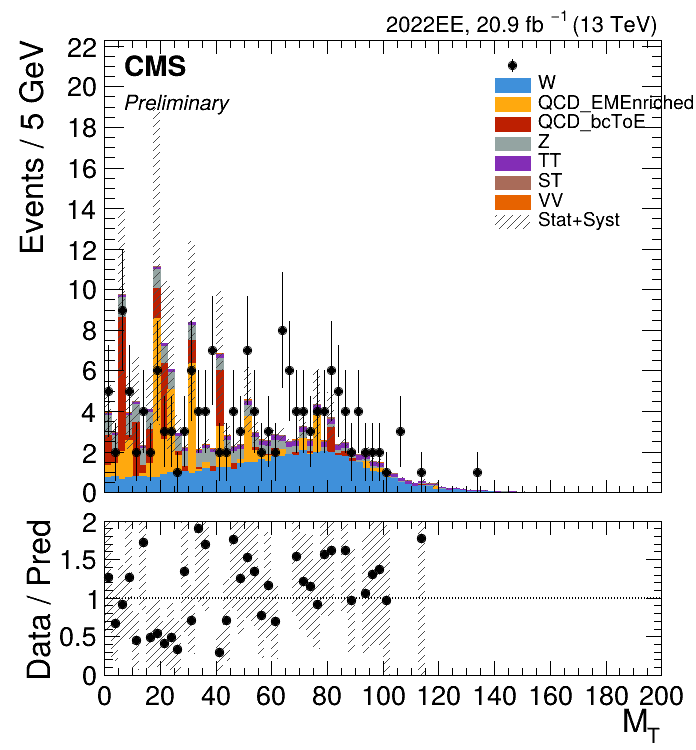 2022EE, 20.9 fb −1 (13 TeV)
CMS
Preliminary
Events / 5 GeV
22
20
18
16
14
12
10
8
6
4
2
0
W
QCD_EMEnriched
QCD_bcToE
Z
TT
ST
VV
Stat+Syst
Data / Pred
2
1.5
1
0.5
0
0 20 40 60 80 100 120 140 160 180 200
M_T